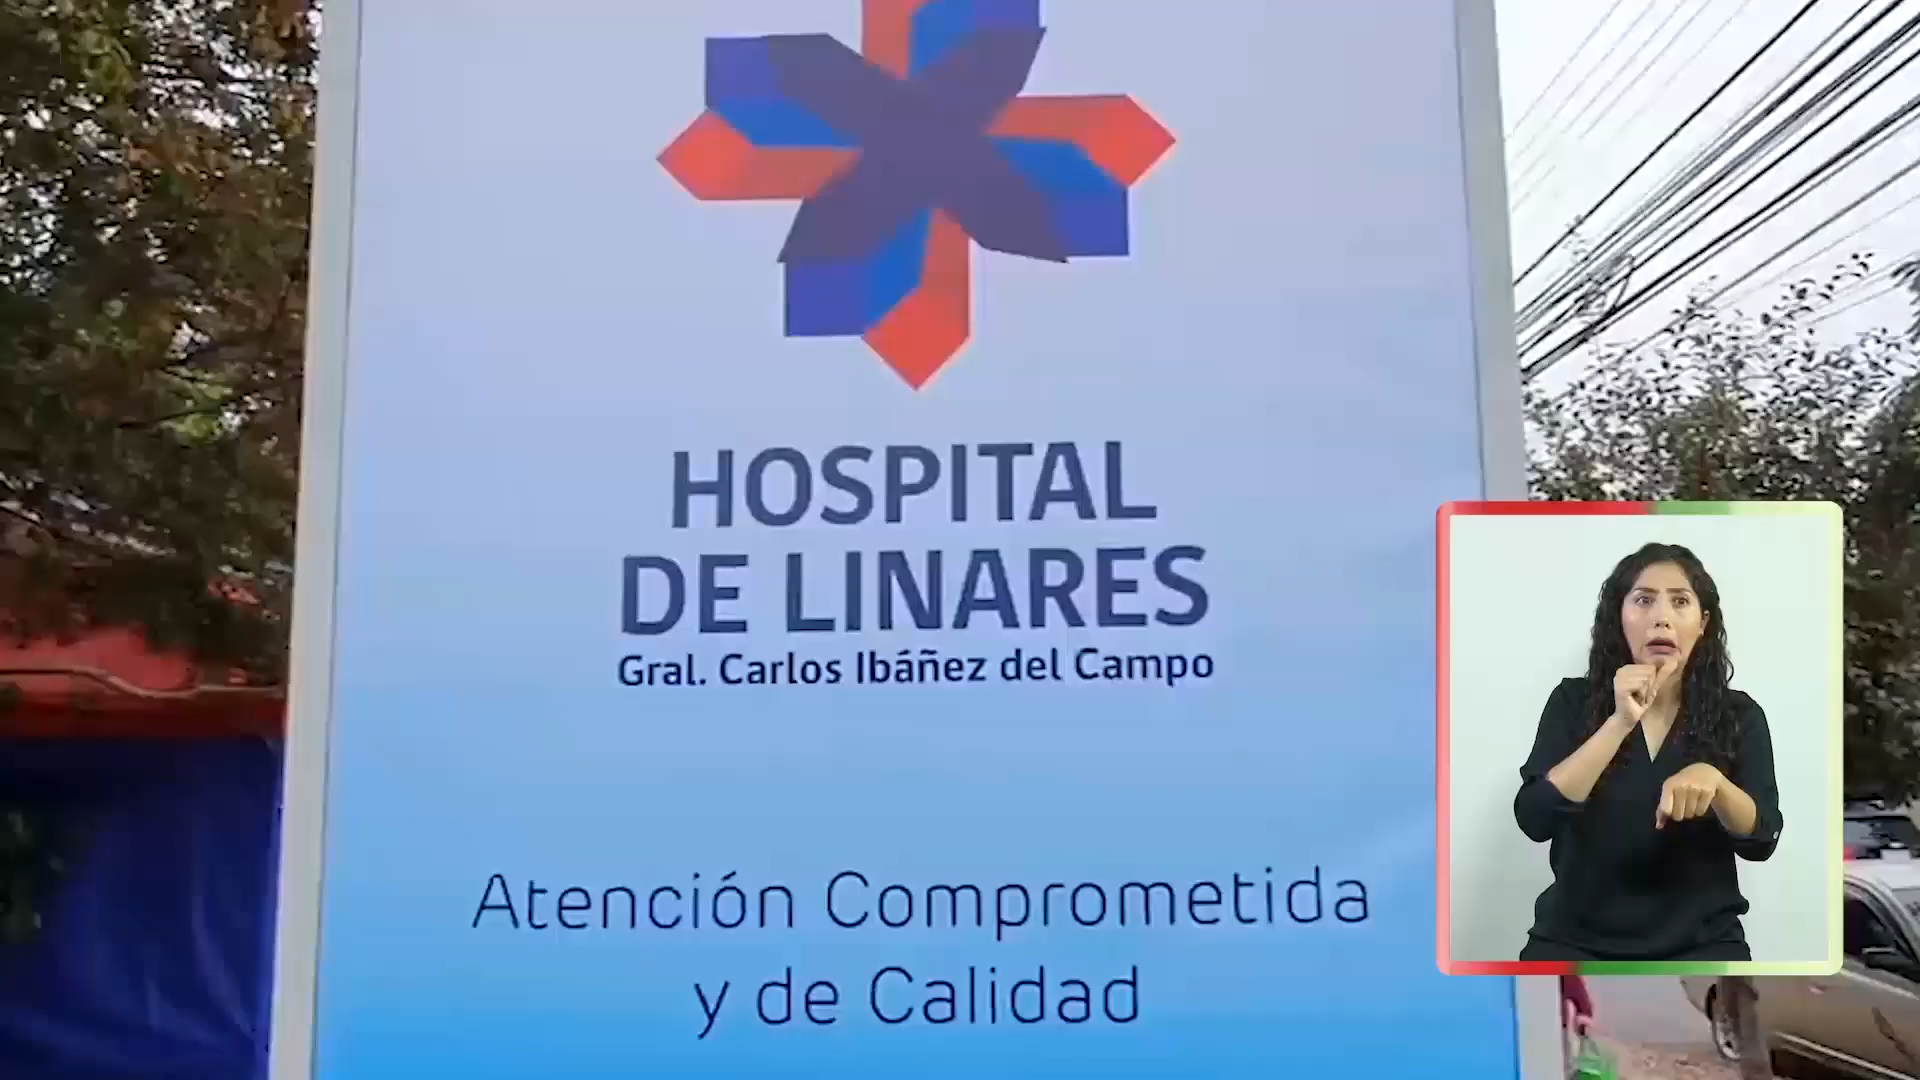 HOSPITAL
DE LINARES
Gral. Carlos Ibáñez del Campo
Atención Comprometida
y de Calidad